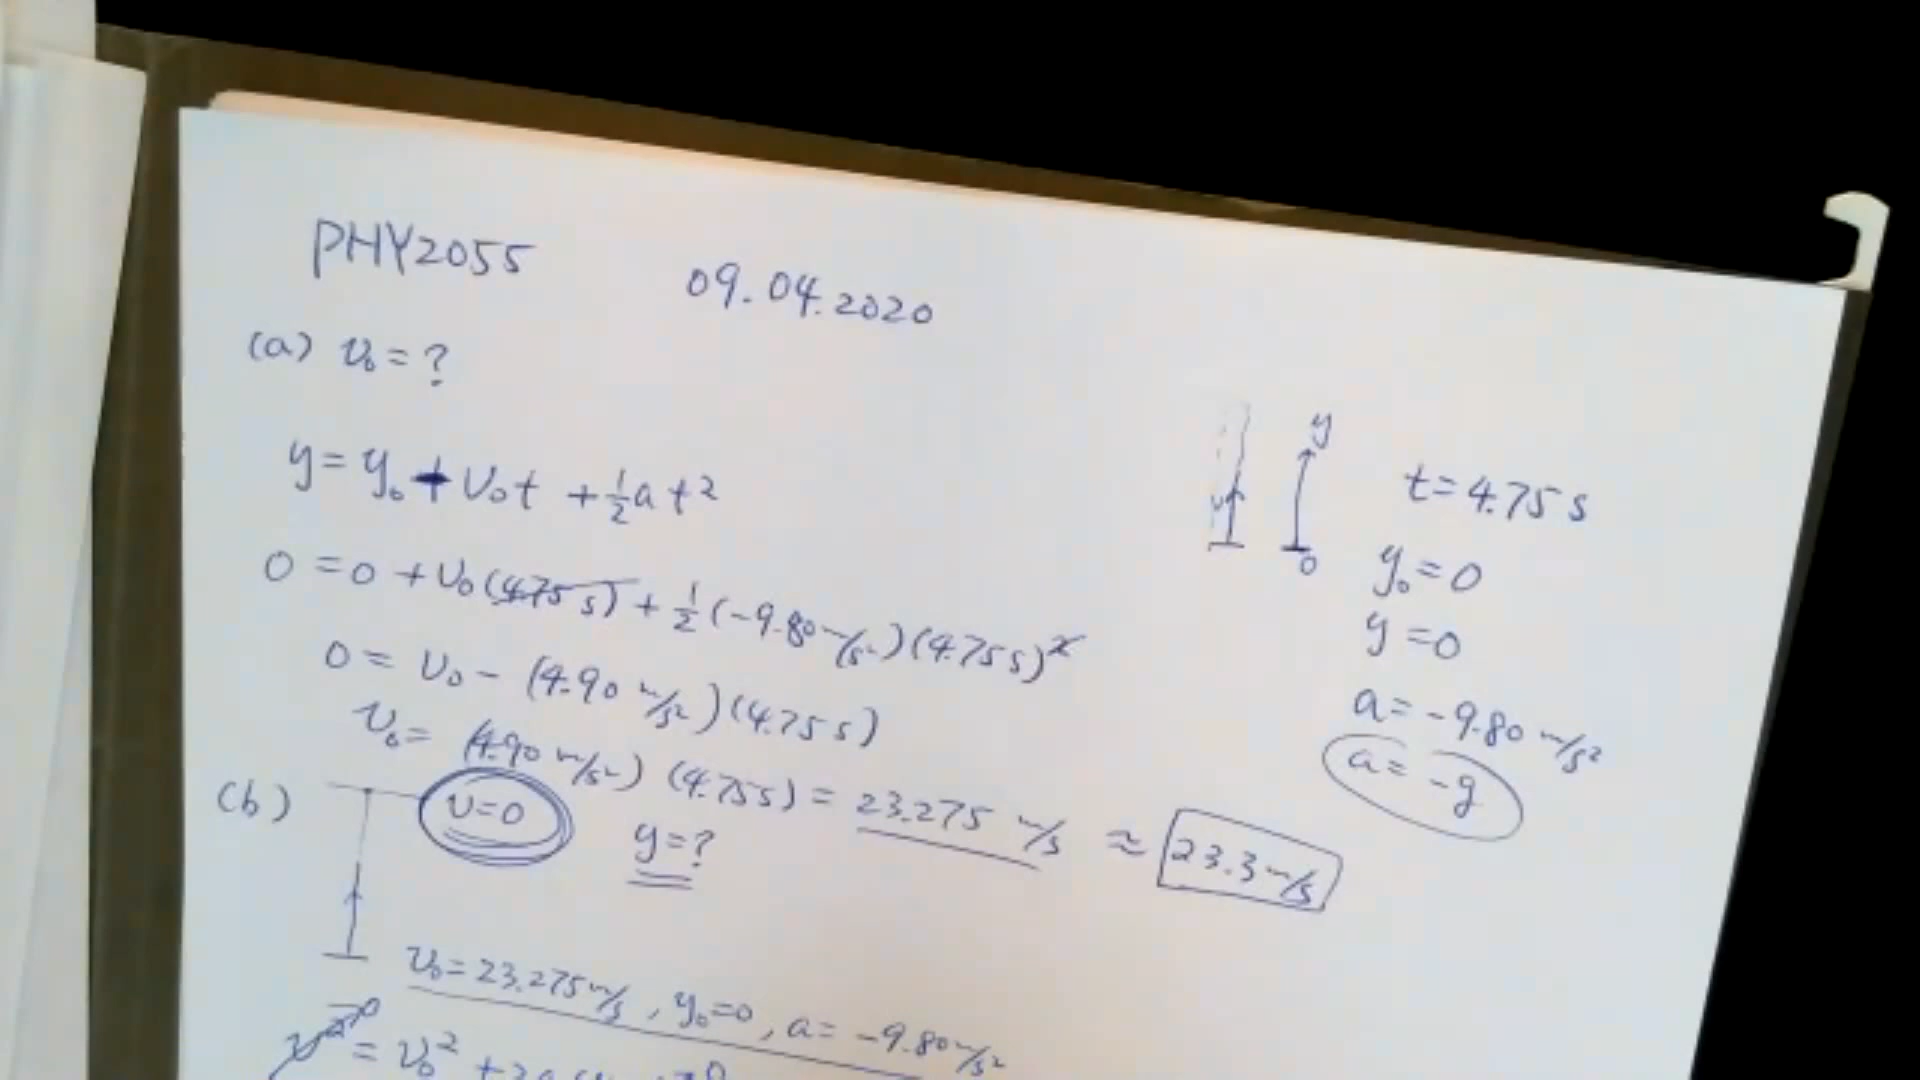 PHY2055
09.04.2020
(a) v₀ = ?
y = y₀ + v₀t + ½at²
0 = 0 + v₀(4.75 s) + ½(-9.80 m/s²)(4.75 s)²
0 = v₀ - (4.90 m/s²)(4.75 s)
v₀ = (4.90 m/s²) (4.75 s) = 23.275 m/s ≈ 23.3 m/s
y
0
t = 4.75 s
y₀ = 0
y = 0
a = -9.80 m/s²
a = -g
(b) v=0 y=?
v₀ = 23.275 m/s, y₀=0, a = -9.80 m/s²
v² = v₀²